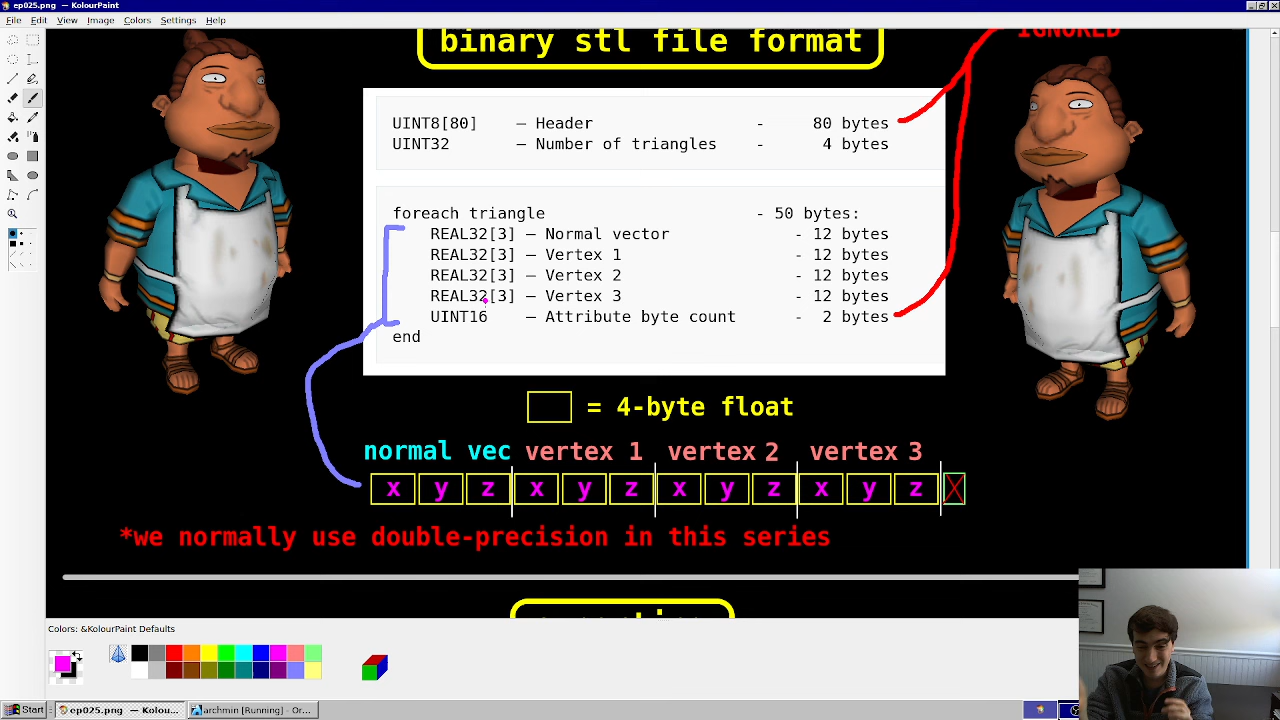 ep025.png — KolourPaint
File Edit View Image Colors Settings Help
binary stl file format
IGNORED
UINT8[80] – Header - 80 bytes
UINT32 – Number of triangles - 4 bytes
foreach triangle - 50 bytes:
REAL32[3] – Normal vector - 12 bytes
REAL32[3] – Vertex 1 - 12 bytes
REAL32[3] – Vertex 2 - 12 bytes
REAL32[3] – Vertex 3 - 12 bytes
UINT16 – Attribute byte count - 2 bytes
end
= 4-byte float
normal vec vertex 1 vertex 2 vertex 3
x y z x y z x y z x y z X
*we normally use double-precision in this series
Colors: &KolourPaint Defaults
Start ep025.png — Kolou... archmin [Running] - Or...